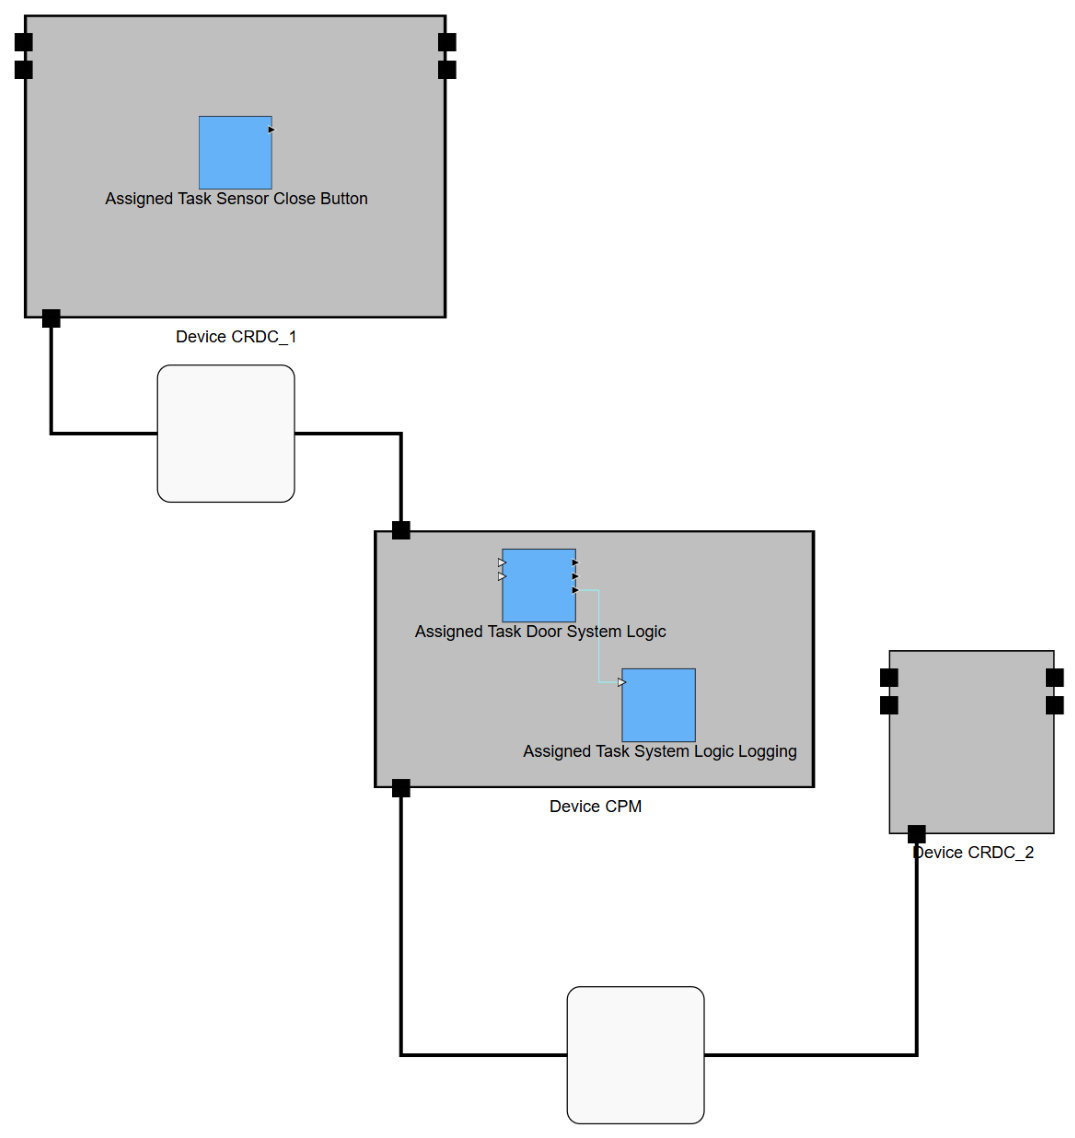 Assigned Task Sensor Close Button
Device CRDC_1
Assigned Task Door System Logic
Assigned Task System Logic Logging
Device CPM
Device CRDC_2